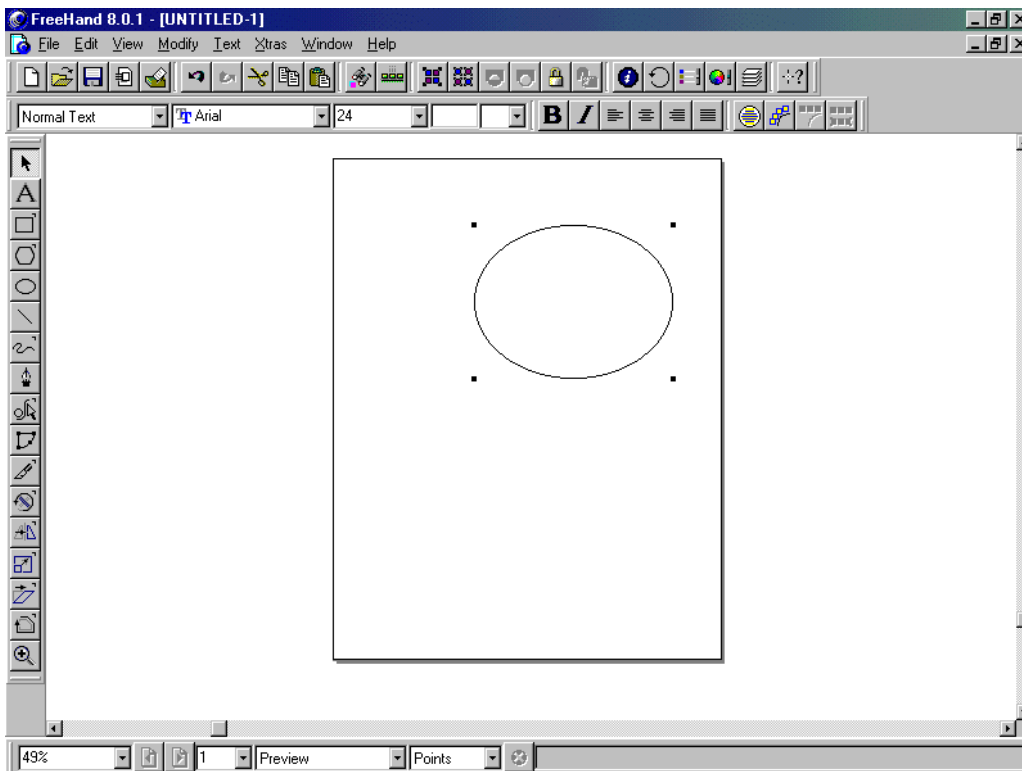 FreeHand 8.0.1 - [UNTITLED-1]
File Edit View Modify Text Xtras Window Help
Normal Text Arial 24
49% 1 Preview Points